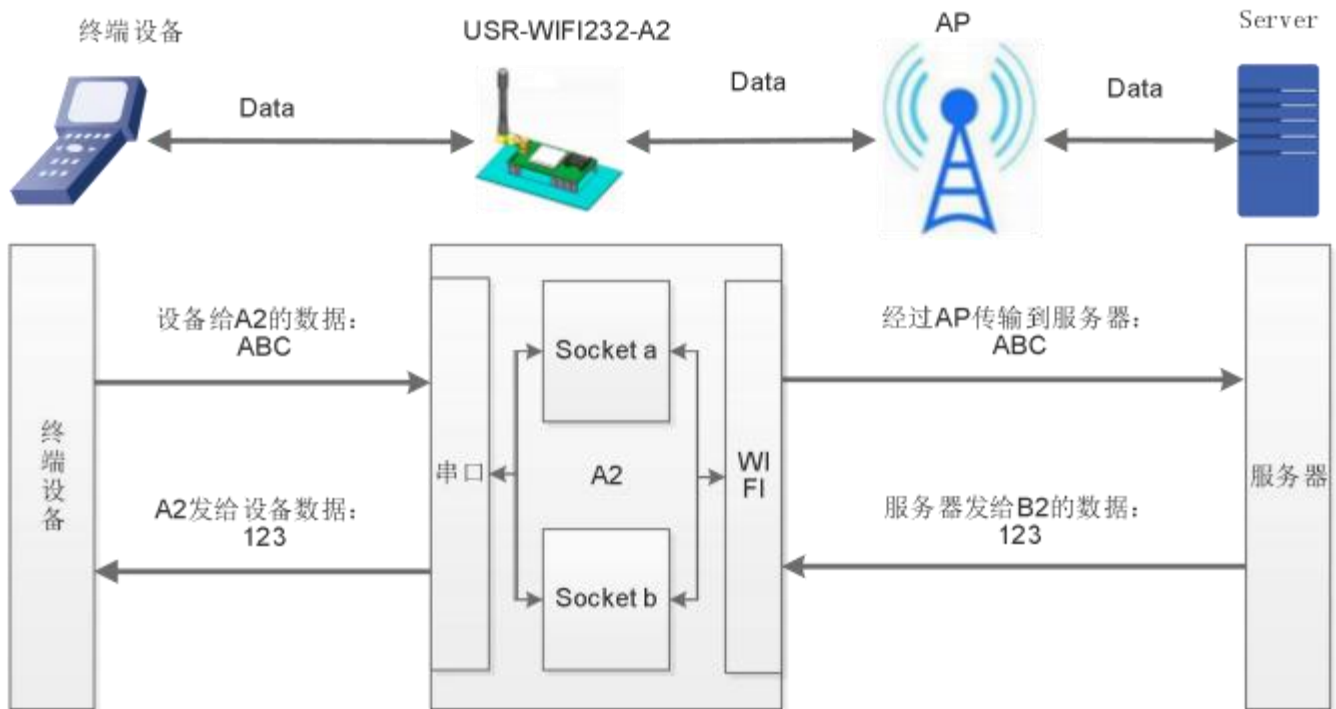 终端设备
USR-WIFI232-A2
AP
Server
Data
Data
Data
设备给A2的数据：
ABC
经过AP传输到服务器：
ABC
Socket a
终
端
设
备
串口
A2
WI
FI
服务器
A2发给设备数据：
123
服务器发给B2的数据：
123
Socket b